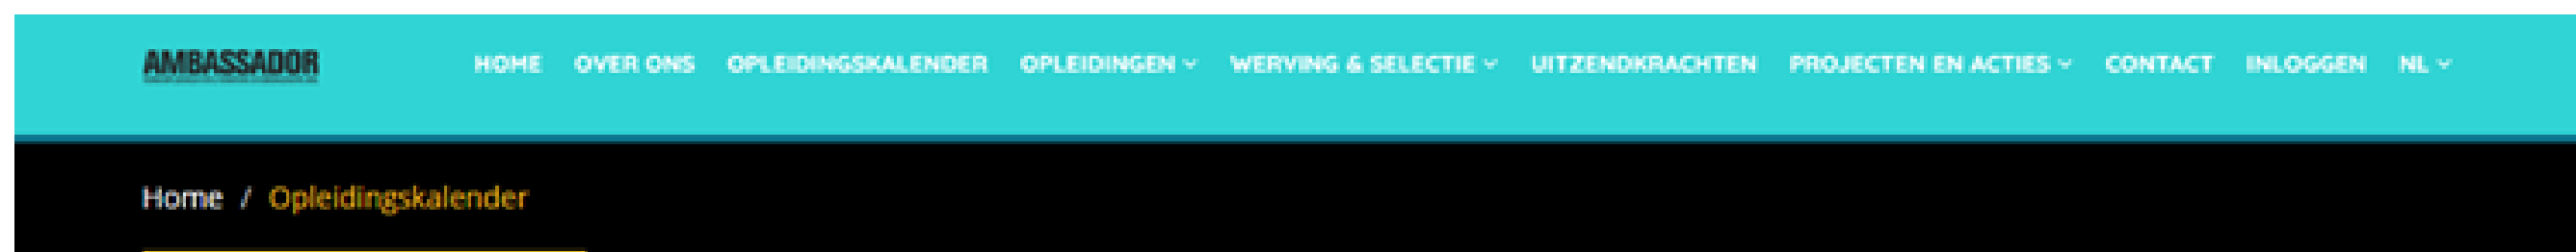 AMBASSADOR HOME OVER ONS OPLEIDINGSKALENDER OPLEIDINGEN WERVING & SELECTIE UITZENDKRACHTEN PROJECTEN EN ACTIES CONTACT INLOGGEN NL
Home / Opleidingskalender